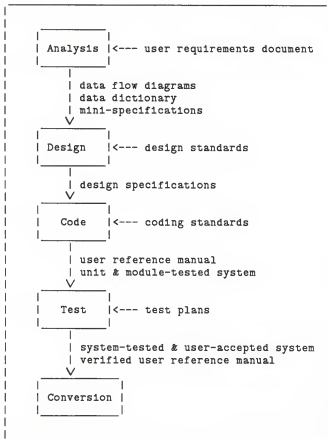 Analysis <--- user requirements document
data flow diagrams
data dictionary
mini-specifications
Design <--- design standards
design specifications
Code <--- coding standards
user reference manual
unit & module-tested system
Test <--- test plans
system-tested & user-accepted system
verified user reference manual
Conversion